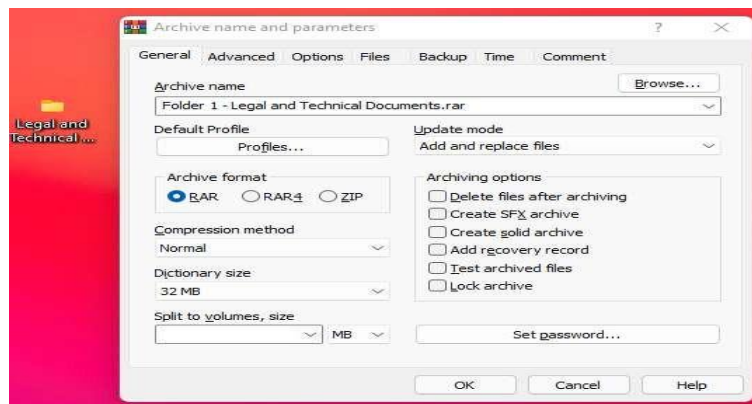 Archive name and parameters
General Advanced Options Files Backup Time Comment
Archive name
Browse...
Folder 1 - Legal and Technical Documents.rar
Legal and
Technical ...
Default Profile
Profiles...
Update mode
Add and replace files
Archive format
RAR RAR4 ZIP
Compression method
Normal
Dictionary size
32 MB
Split to volumes, size
MB
Archiving options
Delete files after archiving
Create SFX archive
Create solid archive
Add recovery record
Test archived files
Lock archive
Set password...
OK Cancel Help